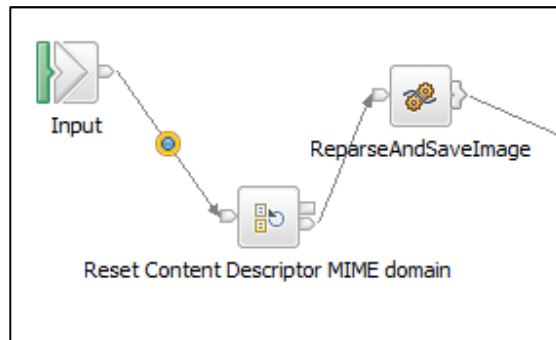 Input
ReparseAndSaveImage
Reset Content Descriptor MIME domain